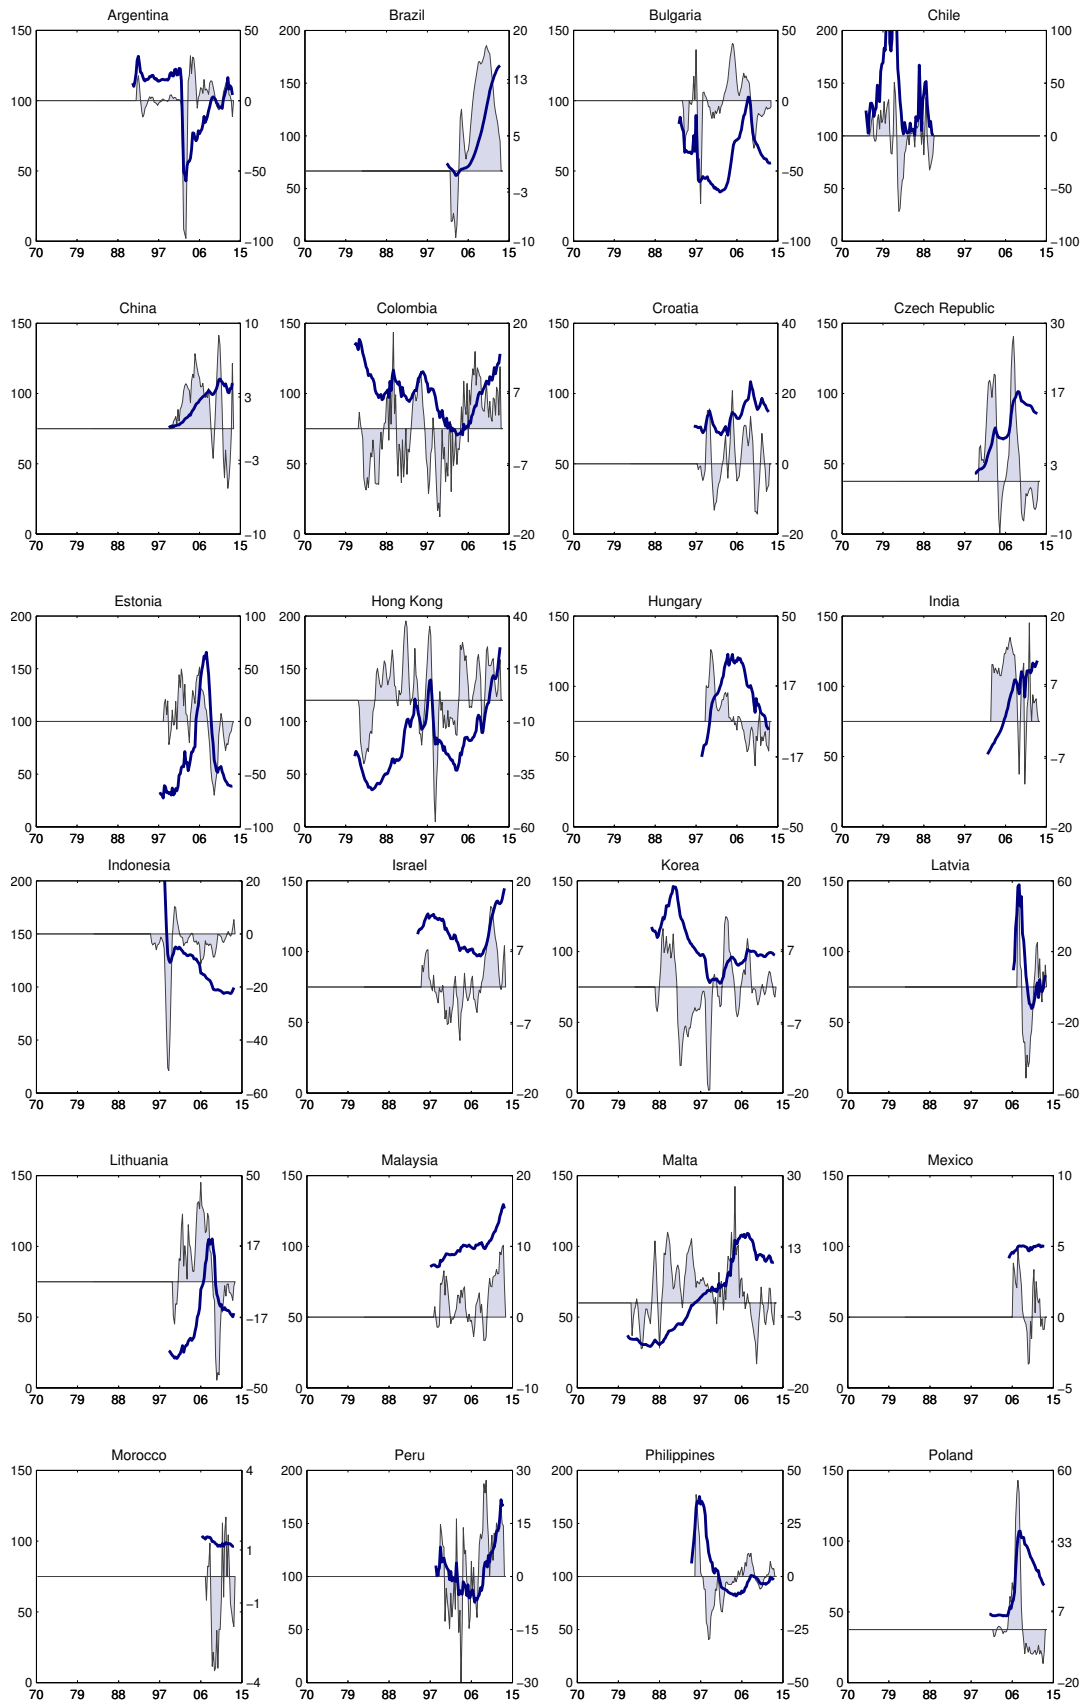 Argentina Brazil Bulgaria Chile
150 50 200 20 150 50 200 100
13
150 50
100 0 100 0
100 5 100 0
50 −50 50 −50
50 −3 50 −50
0 −100 0 −10 0 −100 0 −100
70 79 88 97 06 15 70 79 88 97 06 15 70 79 88 97 06 15 70 79 88 97 06 15
China Colombia Croatia Czech Republic
150 10 150 20 150 40 150 30
100 3 100 7 100 20 100 17
50 −3 50 −7 50 0 50 3
0 −10 0 −20 0 −20 0 −10
70 79 88 97 06 15 70 79 88 97 06 15 70 79 88 97 06 15 70 79 88 97 06 15
Estonia Hong Kong Hungary India
200 100 200 40 150 50 150 20
150 50 150 15 100 17 100 7
100 0 100 −10
50 −50 50 −35 50 −17 50 −7
0 −100 0 −60 0 −50 0 −20
70 79 88 97 06 15 70 79 88 97 06 15 70 79 88 97 06 15 70 79 88 97 06 15
Indonesia Israel Korea Latvia
200 20 150 20 150 20 150 60
150 0 100 7 100 7 100 20
100 −20
50 −40 50 −7 50 −7 50 −20
0 −60 0 −20 0 −20 0 −60
70 79 88 97 06 15 70 79 88 97 06 15 70 79 88 97 06 15 70 79 88 97 06 15
Lithuania Malaysia Malta Mexico
150 50 150 20 150 30 150 10
100 17 100 10 100 13 100 5
50 −17 50 0 50 −3 50 0
0 −50 0 −10 0 −20 0 −5
70 79 88 97 06 15 70 79 88 97 06 15 70 79 88 97 06 15 70 79 88 97 06 15
Morocco Peru Philippines Poland
150 4 200 30 200 50 150 60
100 1 150 15 150 25 100 33
100 0 100 0
50 −1 50 −15 50 −25 50 7
0 −4 0 −30 0 −50 0 −20
70 79 88 97 06 15 70 79 88 97 06 15 70 79 88 97 06 15 70 79 88 97 06 15